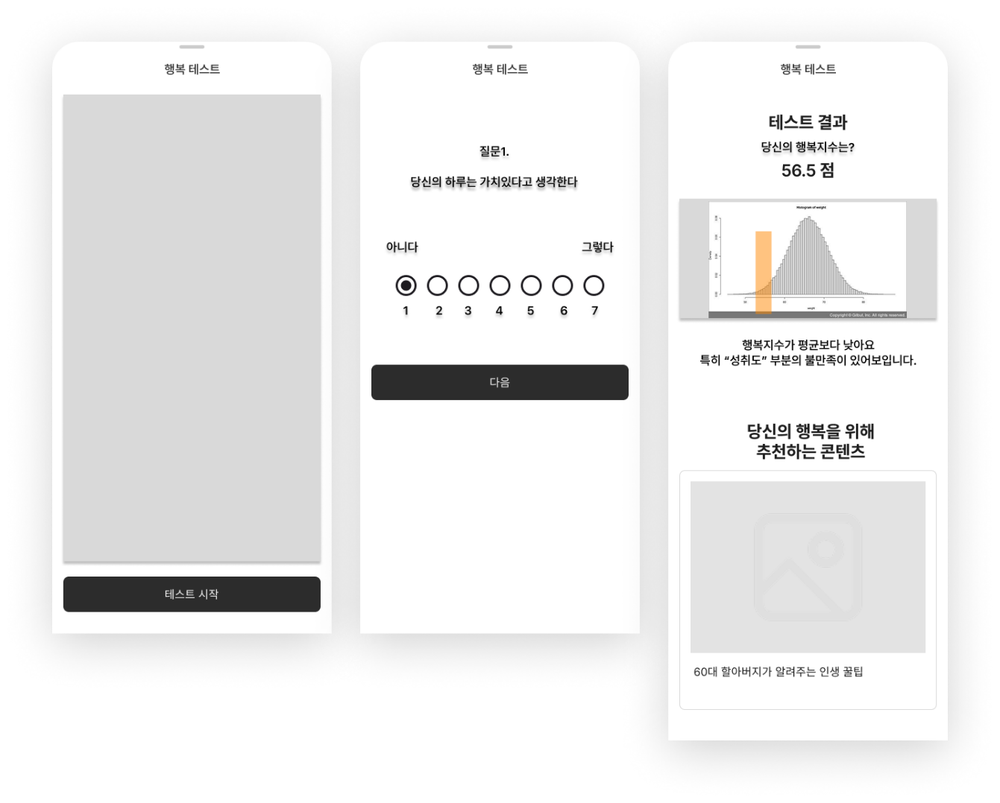 행복 테스트
테스트 시작
행복 테스트
질문1.
당신의 하루는 가치있다고 생각한다
아니다 그렇다
1 2 3 4 5 6 7
다음
행복 테스트
테스트 결과
당신의 행복지수는?
56.5 점
Histogram of weight
weight
Copyright © Gilbut, Inc. All rights reserved.
행복지수가 평균보다 낮아요
특히 “성취도” 부분의 불만족이 있어보입니다.
당신의 행복을 위해
추천하는 콘텐츠
60대 할아버지가 알려주는 인생 꿀팁